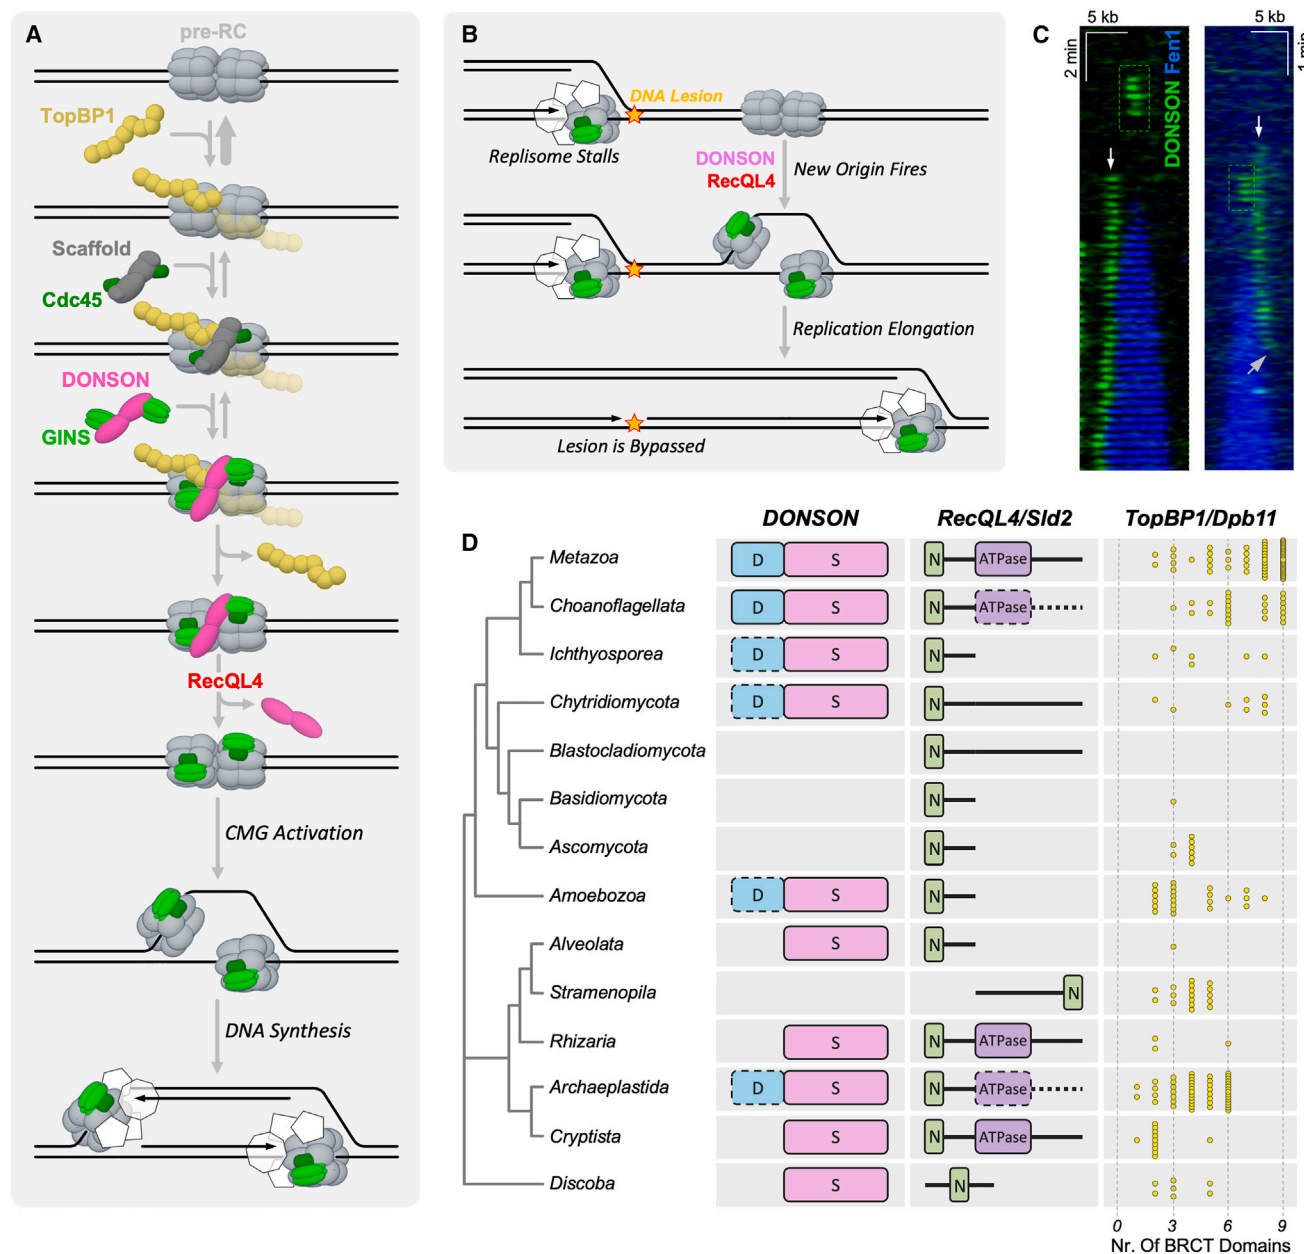 A
pre-RC
TopBP1
Scaffold
Cdc45
DONSON
GINS
RecQL4
CMG Activation
DNA Synthesis
B
DNA Lesion
Replisome Stalls
DONSON
RecQL4
New Origin Fires
Replication Elongation
Lesion is Bypassed
C
5 kb
2 min
DONSON Fen1
5 kb
1 min
D
DONSON RecQL4/Sld2 TopBP1/Dpb11
Metazoa D S N ATPase
Choanoflagellata D S N ATPase
Ichthyosporea D S N
Chytridiomycota D S N
Blastocladiomycota N
Basidiomycota N
Ascomycota N
Amoebozoa D S N
Alveolata S N
Stramenopila N
Rhizaria S N ATPase
Archaeplastida D S N ATPase
Cryptista S N ATPase
Discoba S N
0 3 6 9
Nr. Of BRCT Domains